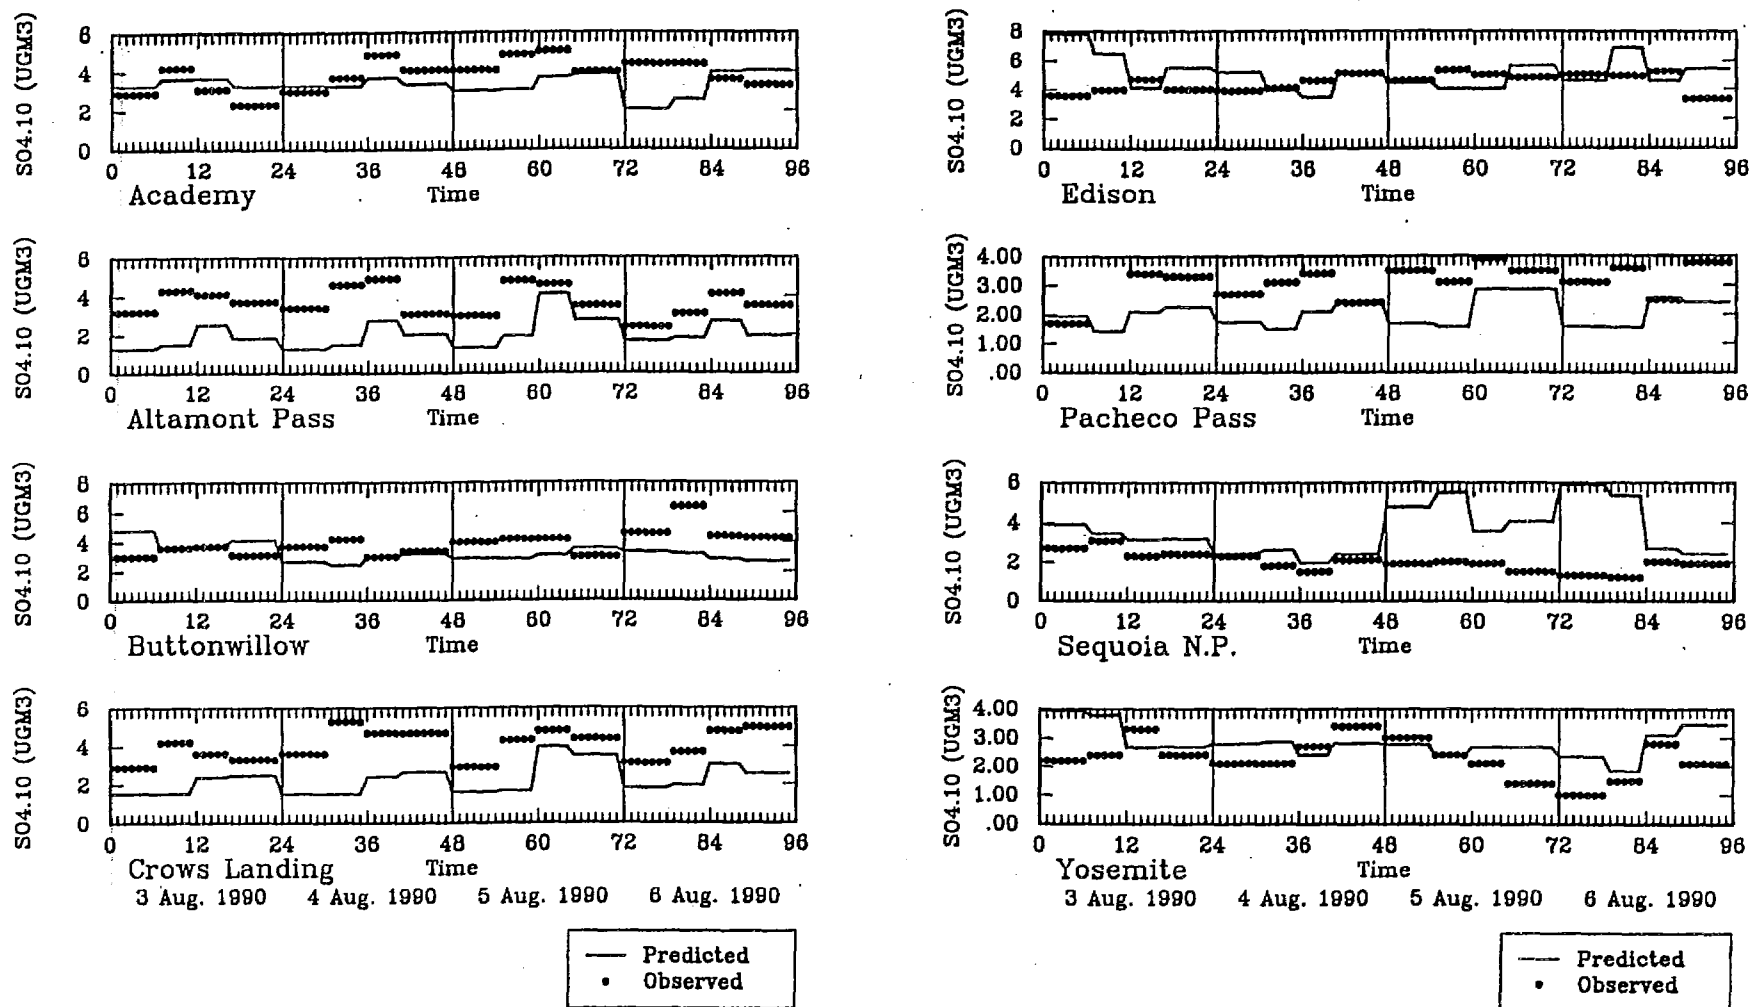 S04.10 (UGM3)
6
4
2
0
0 12 24 36 48 60 72 84 96
Academy Time
S04.10 (UGM3)
6
4
2
0
0 12 24 36 48 60 72 84 96
Altamont Pass Time
S04.10 (UGM3)
8
6
4
2
0
0 12 24 36 48 60 72 84 96
Buttonwillow Time
S04.10 (UGM3)
6
4
2
0
0 12 24 36 48 60 72 84 96
Crows Landing Time
3 Aug. 1990 4 Aug. 1990 5 Aug. 1990 6 Aug. 1990
Predicted
Observed
S04.10 (UGM3)
8
6
4
2
0
0 12 24 36 48 60 72 84 96
Edison Time
S04.10 (UGM3)
4.00
3.00
2.00
1.00
.00
0 12 24 36 48 60 72 84 96
Pacheco Pass Time
S04.10 (UGM3)
6
4
2
0
0 12 24 36 48 60 72 84 96
Sequoia N.P. Time
S04.10 (UGM3)
4.00
3.00
2.00
1.00
.00
0 12 24 36 48 60 72 84 96
Yosemite Time
3 Aug. 1990 4 Aug. 1990 5 Aug. 1990 6 Aug. 1990
Predicted
Observed